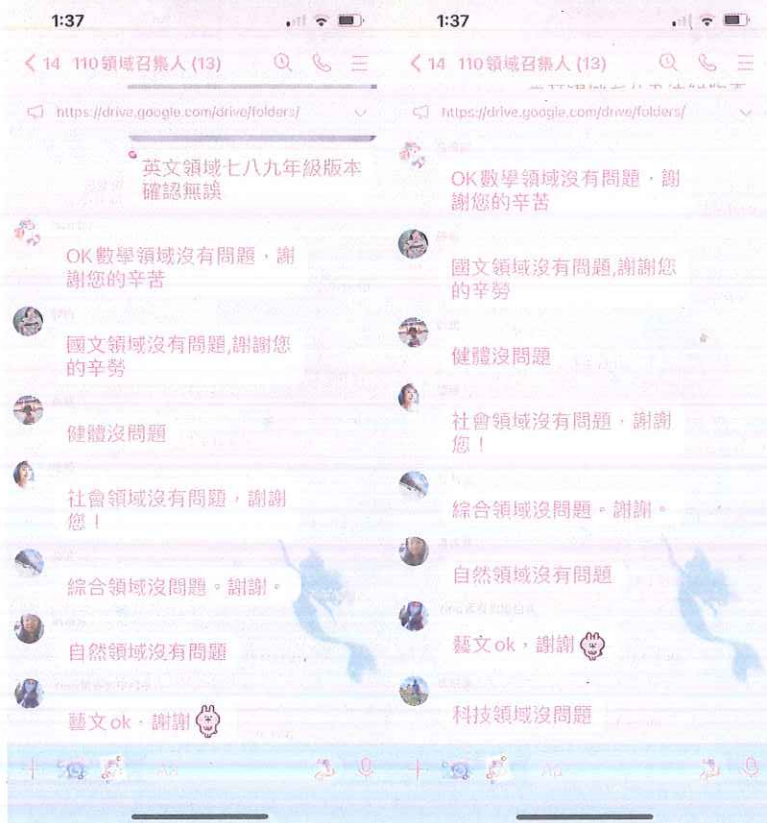 1:37
14 110領域召集人 (13)
https://drive.google.com/drive/folders/
英文領域七八九年級版本
確認無誤
OK數學領域沒有問題，謝
謝您的辛苦
國文領域沒有問題,謝謝您
的辛勞
健體沒問題
社會領域沒有問題，謝謝
您！
綜合領域沒問題。謝謝。
自然領域沒有問題
藝文ok，謝謝
Aa
1:37
14 110領域召集人 (13)
https://drive.google.com/drive/folders/
OK數學領域沒有問題，謝
謝您的辛苦
國文領域沒有問題,謝謝您
的辛勞
健體沒問題
社會領域沒有問題，謝謝
您！
綜合領域沒問題。謝謝。
自然領域沒有問題
藝文ok，謝謝
科技領域沒問題
Aa